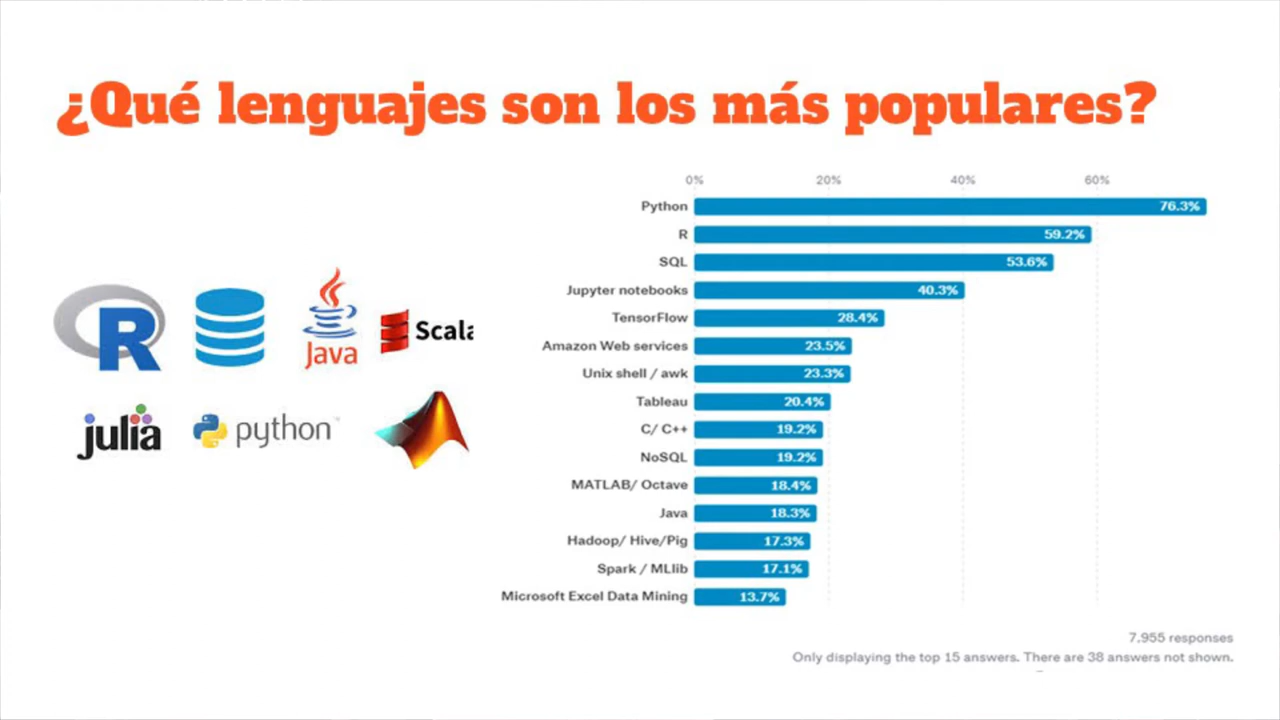 ¿Qué lenguajes son los más populares?
0% 20% 40% 60%
Python 76.3%
R 59.2%
SQL 53.6%
Jupyter notebooks 40.3%
TensorFlow 28.4%
Amazon Web services 23.5%
Unix shell / awk 23.3%
Tableau 20.4%
C/ C++ 19.2%
NoSQL 19.2%
MATLAB/ Octave 18.4%
Java 18.3%
Hadoop/ Hive/Pig 17.3%
Spark / MLlib 17.1%
Microsoft Excel Data Mining 13.7%
7,955 responses
Only displaying the top 15 answers. There are 38 answers not shown.
R
Java
Scala
julia
python